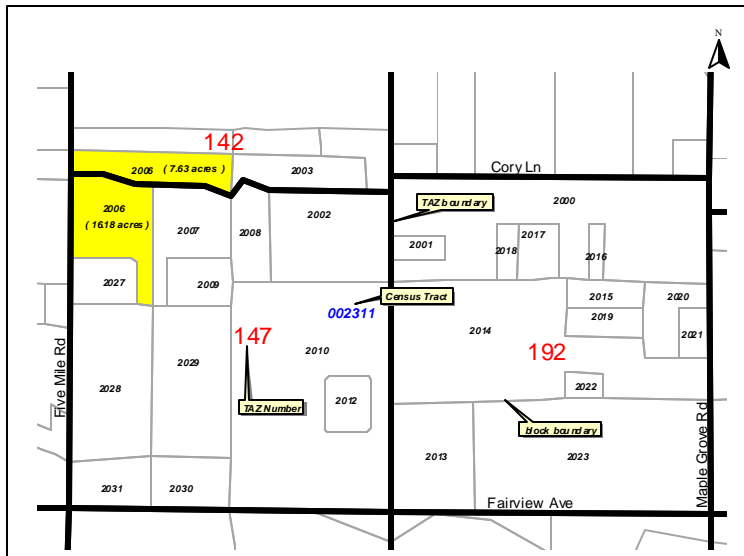 N
142
2006 ( 7.63 acres )
2003
Cory Ln
2006
( 16.18 acres )
2007
2008
2002
TAZ boundary
2000
2001
2018
2017
2016
2027
2009
Census Tract
002311
2015
2019
2020
2021
147
2010
2014
192
2028
2029
2012
2022
TAZ Number
block boundary
Five Mile Rd
Maple Grove Rd
2013
2023
2031
2030
Fairview Ave